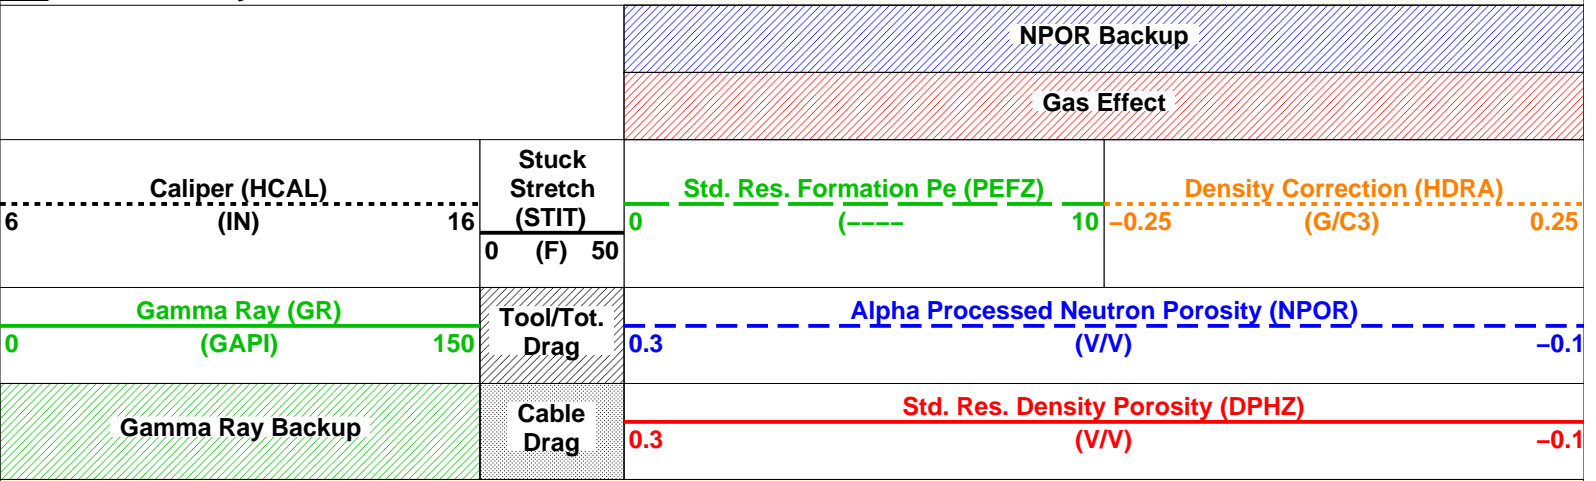 NPOR Backup
Gas Effect
Caliper (HCAL)
6 (IN) 16
Stuck
Stretch
(STIT)
0 (F) 50
Std. Res. Formation Pe (PEFZ)
0 (−−−− 10
Density Correction (HDRA)
−0.25 (G/C3) 0.25
Gamma Ray (GR)
0 (GAPI) 150
Tool/Tot.
Drag
Alpha Processed Neutron Porosity (NPOR)
0.3 (V/V) −0.1
Gamma Ray Backup
Cable
Drag
Std. Res. Density Porosity (DPHZ)
0.3 (V/V) −0.1